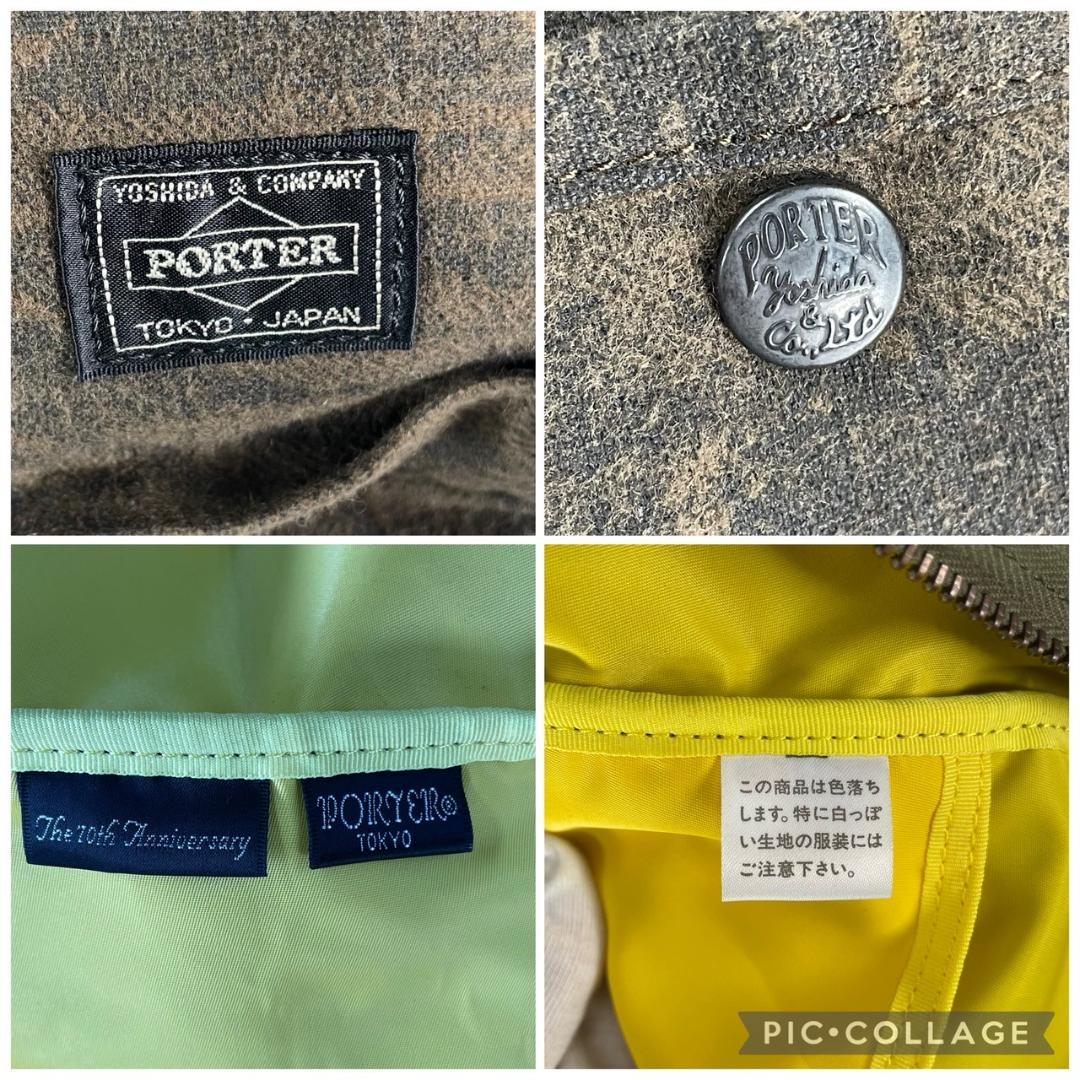 YOSHIDA & COMPANY
PORTER
TOKYO・JAPAN
PORTER
Yoshida
&
Co.,Ltd.
The 10th Anniversary
PORTER®
TOKYO
この商品は色落ち
します。特に白っぽ
い生地の服装には
ご注意下さい。
PIC•COLLAGE